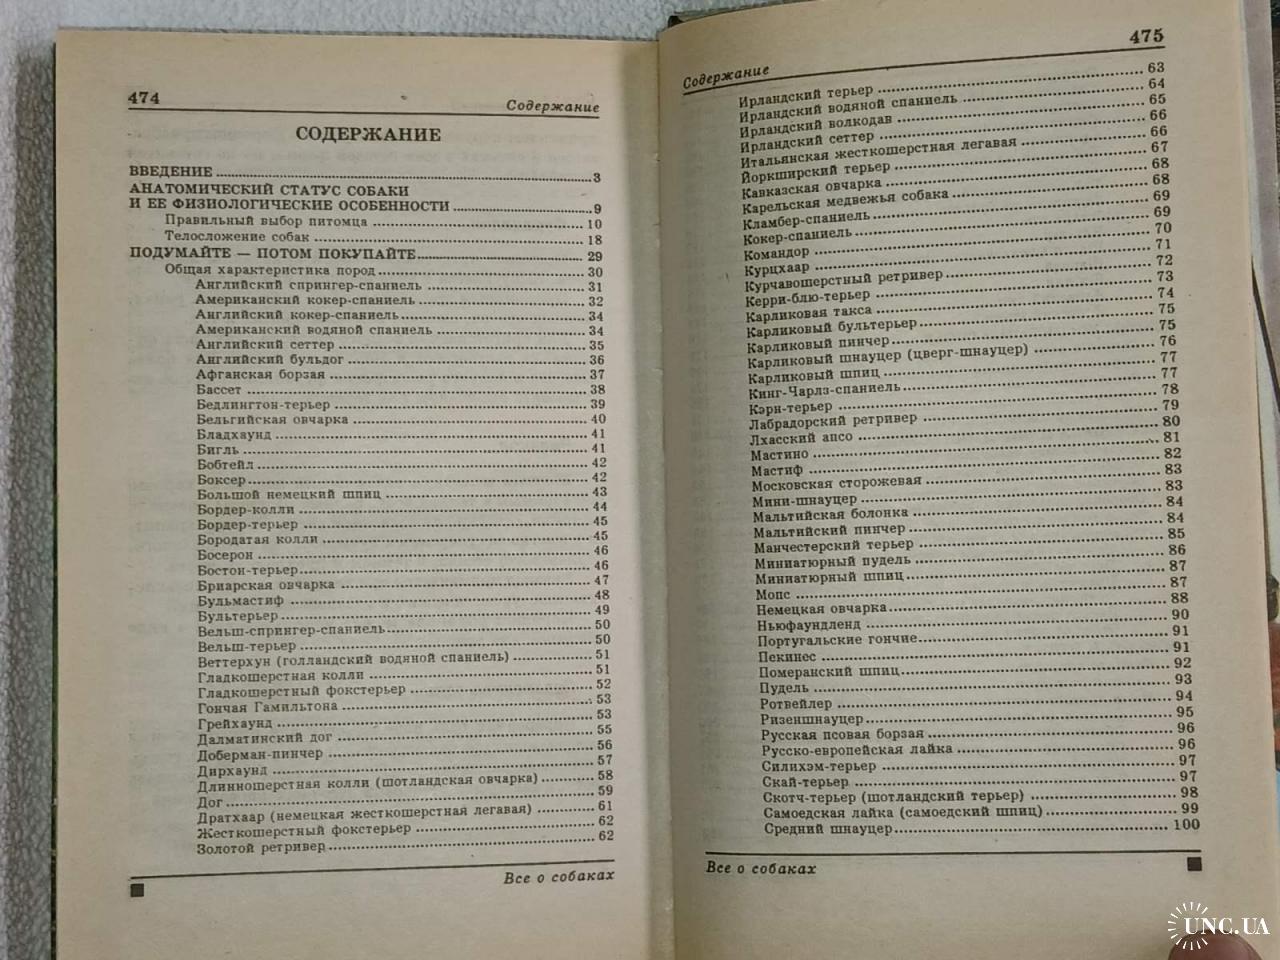 474
Содержание
СОДЕРЖАНИЕ
ВВЕДЕНИЕ ........ 3
АНАТОМИЧЕСКИЙ СТАТУС СОБАКИ
И ЕЕ ФИЗИОЛОГИЧЕСКИЕ ОСОБЕННОСТИ ........ 9
Правильный выбор питомца ........ 10
Телосложение собак ........ 18
ПОДУМАЙТЕ — ПОТОМ ПОКУПАЙТЕ ........ 29
Общая характеристика пород ........ 30
Английский спрингер-спаниель ........ 31
Американский кокер-спаниель ........ 32
Английский кокер-спаниель ........ 34
Американский водяной спаниель ........ 34
Английский сеттер ........ 35
Английский бульдог ........ 36
Афганская борзая ........ 37
Бассет ........ 38
Бедлингтон-терьер ........ 39
Бельгийская овчарка ........ 40
Бладхаунд ........ 41
Бигль ........ 41
Бобтейл ........ 42
Боксер ........ 42
Большой немецкий шпиц ........ 43
Бордер-колли ........ 44
Бордер-терьер ........ 45
Бородатая колли ........ 45
Босерон ........ 46
Бостон-терьер ........ 46
Бриарская овчарка ........ 47
Бульмастиф ........ 48
Бультерьер ........ 49
Вельш-спрингер-спаниель ........ 50
Вельш-терьер ........ 50
Веттерхун (голландский водяной спаниель) ........ 51
Гладкошерстная колли ........ 51
Гладкошерстный фокстерьер ........ 52
Гончая Гамильтона ........ 53
Грейхаунд ........ 53
Далматинский дог ........ 55
Доберман-пинчер ........ 56
Дирхаунд ........ 57
Длинношерстная колли (шотландская овчарка) ........ 58
Дог ........ 59
Дратхаар (немецкая жесткошерстная легавая) ........ 61
Жесткошерстный фокстерьер ........ 62
Золотой ретривер ........ 62
Все о собаках
475
Содержание
Ирландский терьер ........ 63
Ирландский водяной спаниель ........ 64
Ирландский волкодав ........ 65
Ирландский сеттер ........ 66
Итальянская жесткошерстная легавая ........ 66
Йоркширский терьер ........ 67
Кавказская овчарка ........ 68
Карельская медвежья собака ........ 68
Кламбер-спаниель ........ 69
Кокер-спаниель ........ 69
Командор ........ 70
Курцхаар ........ 71
Курчавошерстный ретривер ........ 72
Керри-блю-терьер ........ 73
Карликовая такса ........ 74
Карликовый бультерьер ........ 75
Карликовый пинчер ........ 75
Карликовый шнауцер (цверг-шнауцер) ........ 76
Карликовый шпиц ........ 77
Кинг-Чарлз-спаниель ........ 77
Кэрн-терьер ........ 78
Лабрадорский ретривер ........ 79
Лхасский апсо ........ 80
Мастино ........ 81
Мастиф ........ 82
Московская сторожевая ........ 83
Мини-шнауцер ........ 83
Мальтийская болонка ........ 84
Мальтийский пинчер ........ 84
Манчестерский терьер ........ 85
Миниатюрный пудель ........ 86
Миниатюрный шпиц ........ 87
Мопс ........ 87
Немецкая овчарка ........ 88
Ньюфаундленд ........ 90
Португальские гончие ........ 91
Пекинес ........ 91
Померанский шпиц ........ 92
Пудель ........ 93
Ротвейлер ........ 94
Ризеншнауцер ........ 95
Русская псовая борзая ........ 96
Русско-европейская лайка ........ 96
Силихэм-терьер ........ 97
Скай-терьер ........ 97
Скотч-терьер (шотландский терьер) ........ 98
Самоедская лайка (самоедский шпиц) ........ 99
Средний шнауцер ........ 100
Все о собаках
UNC.UA